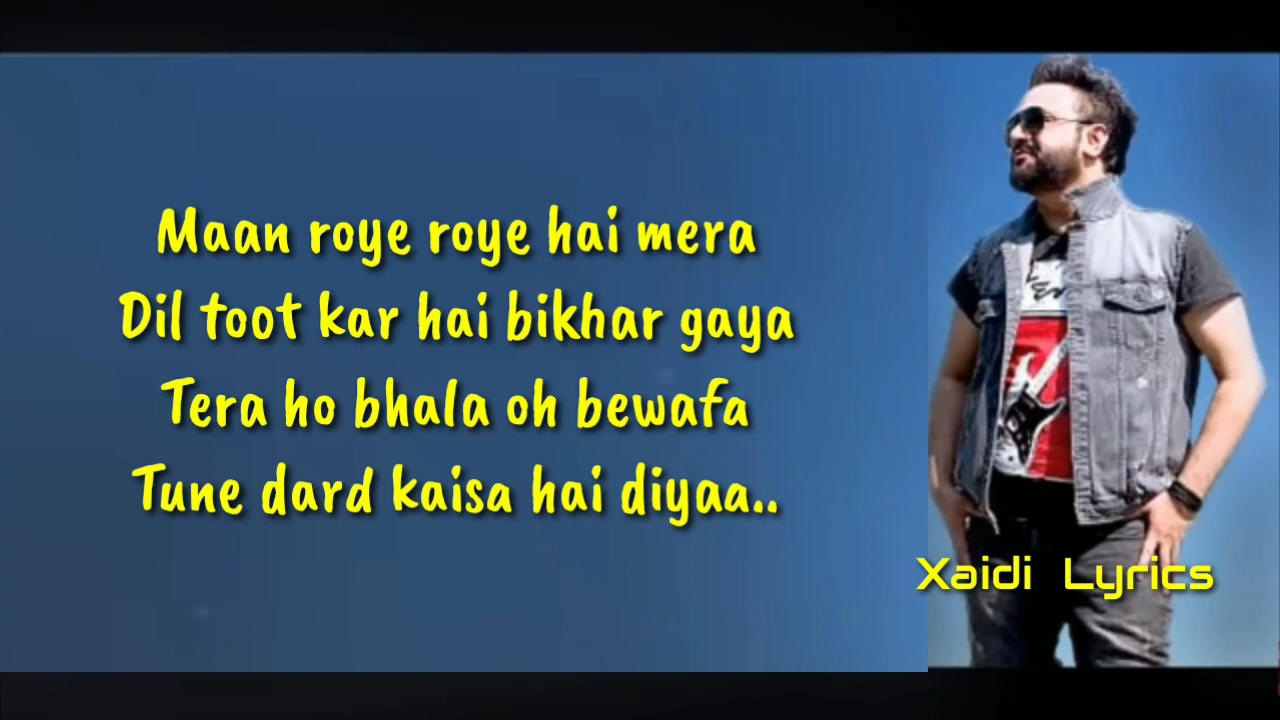 Maan roye roye hai mera
Dil toot kar hai bikhar gaya
Tera ho bhala oh bewafa
Tune dard kaisa hai diyaa..
Xaidi Lyrics